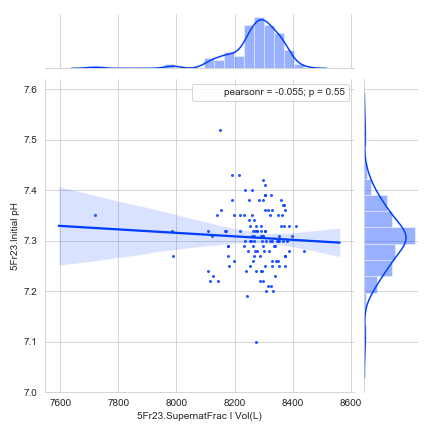 pearsonr = -0.055; p = 0.55
7.6
7.5
7.4
7.3
7.2
7.1
7.0
5Fr23.Initial pH
7600 7800 8000 8200 8400 8600
5Fr23.SupernatFrac I Vol(L)